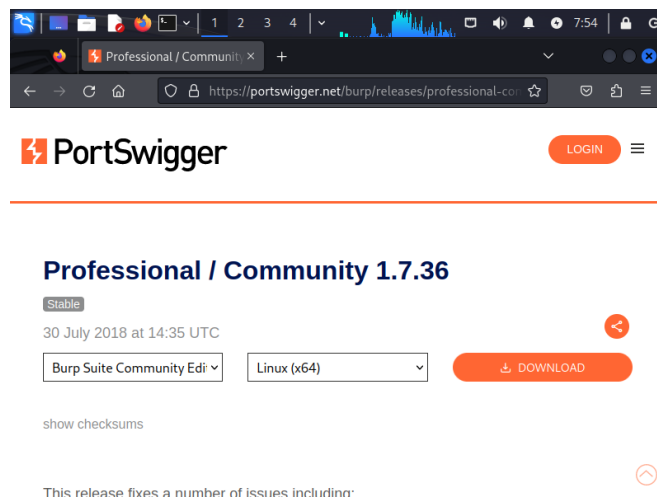 1 2 3 4 7:54 G
Professional / Community
https://portswigger.net/burp/releases/professional-con
PortSwigger
LOGIN
Professional / Community 1.7.36
Stable
30 July 2018 at 14:35 UTC
Burp Suite Community Edi
Linux (x64)
DOWNLOAD
show checksums
This release fixes a number of issues including: